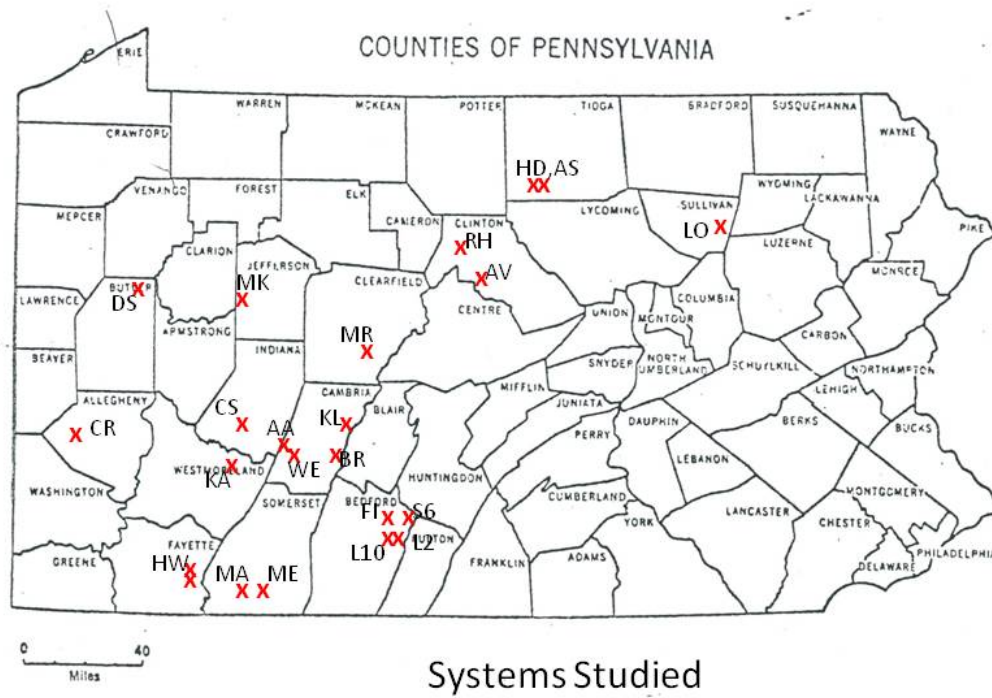 COUNTIES OF PENNSYLVANIA
ERIE
WARREN
MCKEAN
POTTER
TIOGA
BRADFORD
SUSQUEHANNA
CRAWFORD
WAYNE
HD,AS
VENANGO
FOREST
ELK
WYOMING
LACKAWANNA
MERCER
CAMERON
CLINTON
LYCOMING
SULLIVAN
LO
PIKE
RH
CLARION
JEFFERSON
LUZERNE
AV
CLEARFIELD
MONROE
BUTLER
MK
DS
LAWRENCE
COLUMBIA
CENTRE
UNION
MONTOUR
ARMSTRONG
MR
CARBON
INDIANA
BEAVER
SNYDER
NORTH
UMBERLAND
SCHUYLKILL
NORTHAMPTON
MIFFLIN
LEHIGH
ALLEGHENY
CAMBRIA
BLAIR
JUNIATA
CS
KL
DAUPHIN
BERKS
BUCKS
CR
AA
PERRY
WE
BR
LEBANON
WESTMORELAND
KA
HUNTINGDON
WASHINGTON
SOMERSET
BEDFORD
CUMBERLAND
MONTGOMERY
FI
S6
YORK
LANCASTER
CHESTER
L10
L2
FULTON
FAYETTE
GREENE
HW
FRANKLIN
ADAMS
PHILADELPHIA
DELAWARE
MA
ME
0
40
Miles
Systems Studied